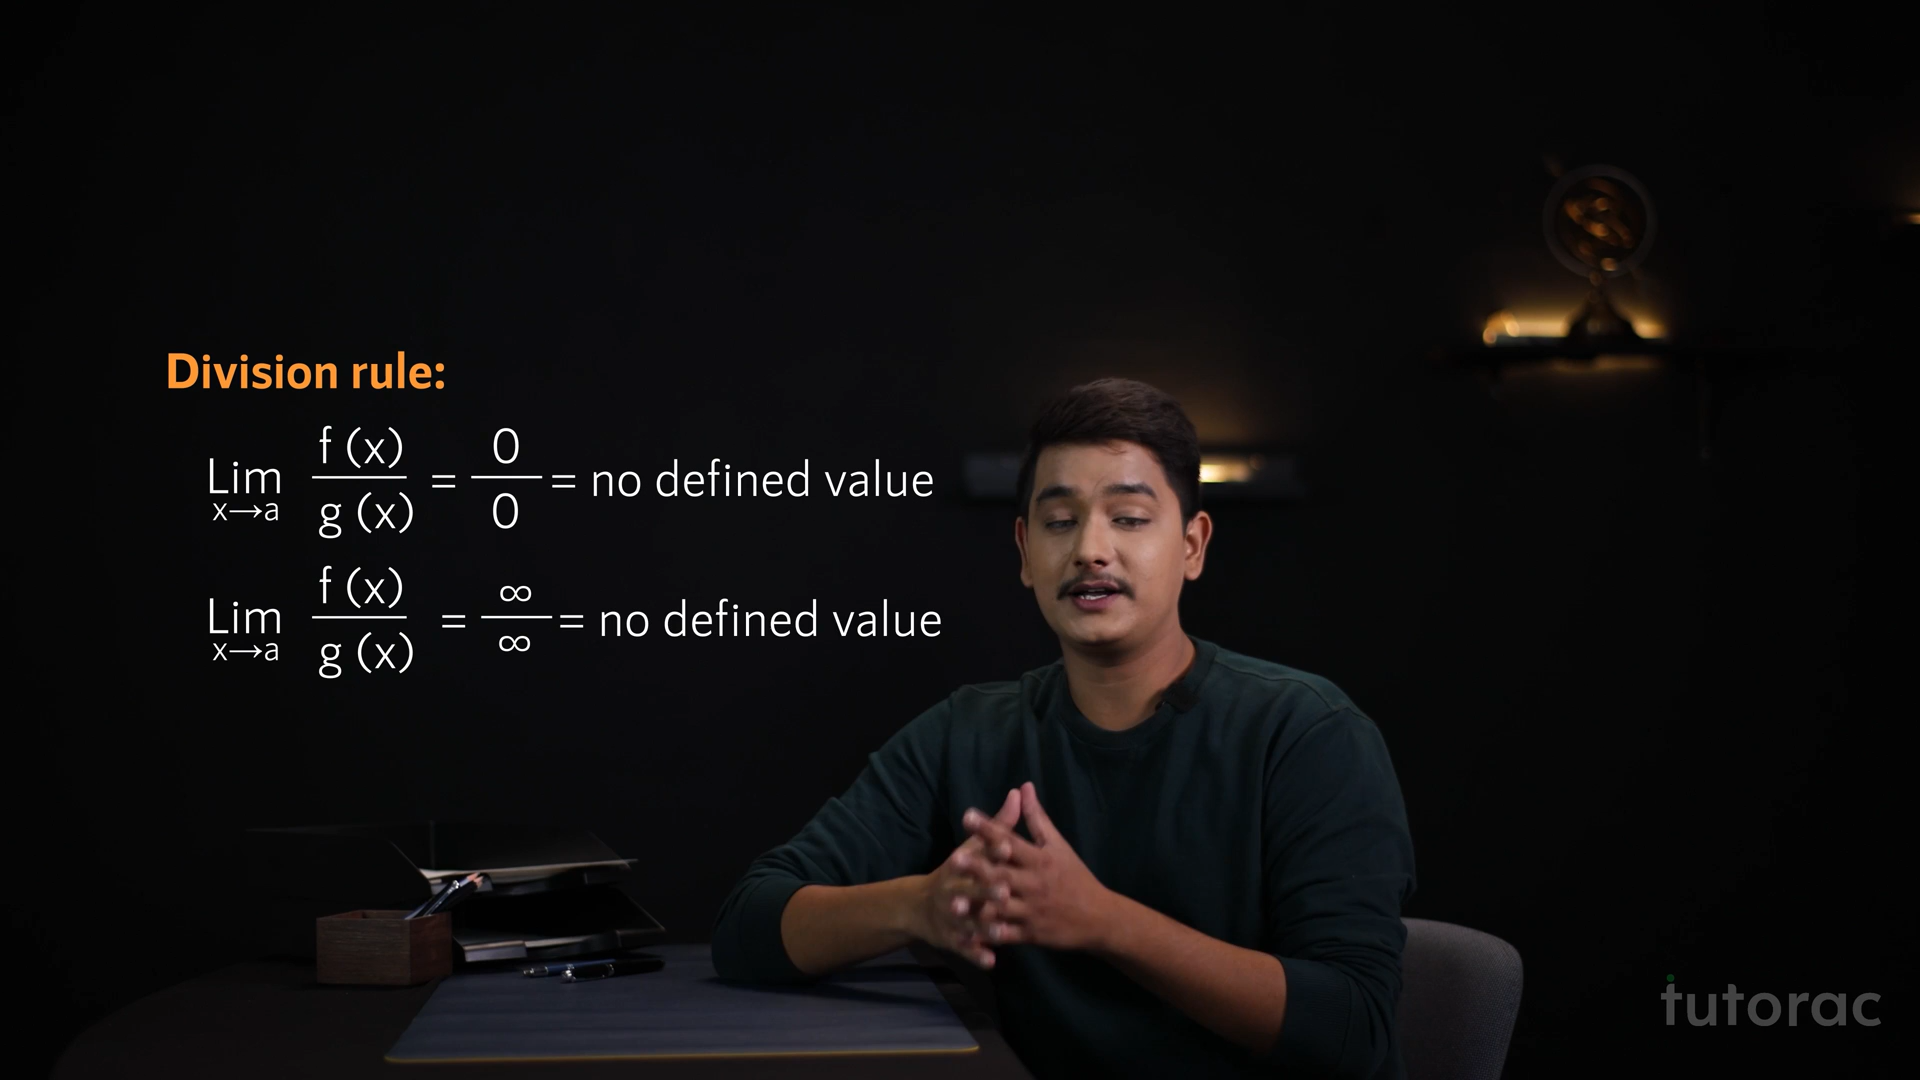 Division rule:
Lim x→a f (x) / g (x) = 0 / 0 = no defined value
Lim x→a f (x) / g (x) = ∞ / ∞ = no defined value
tutorac